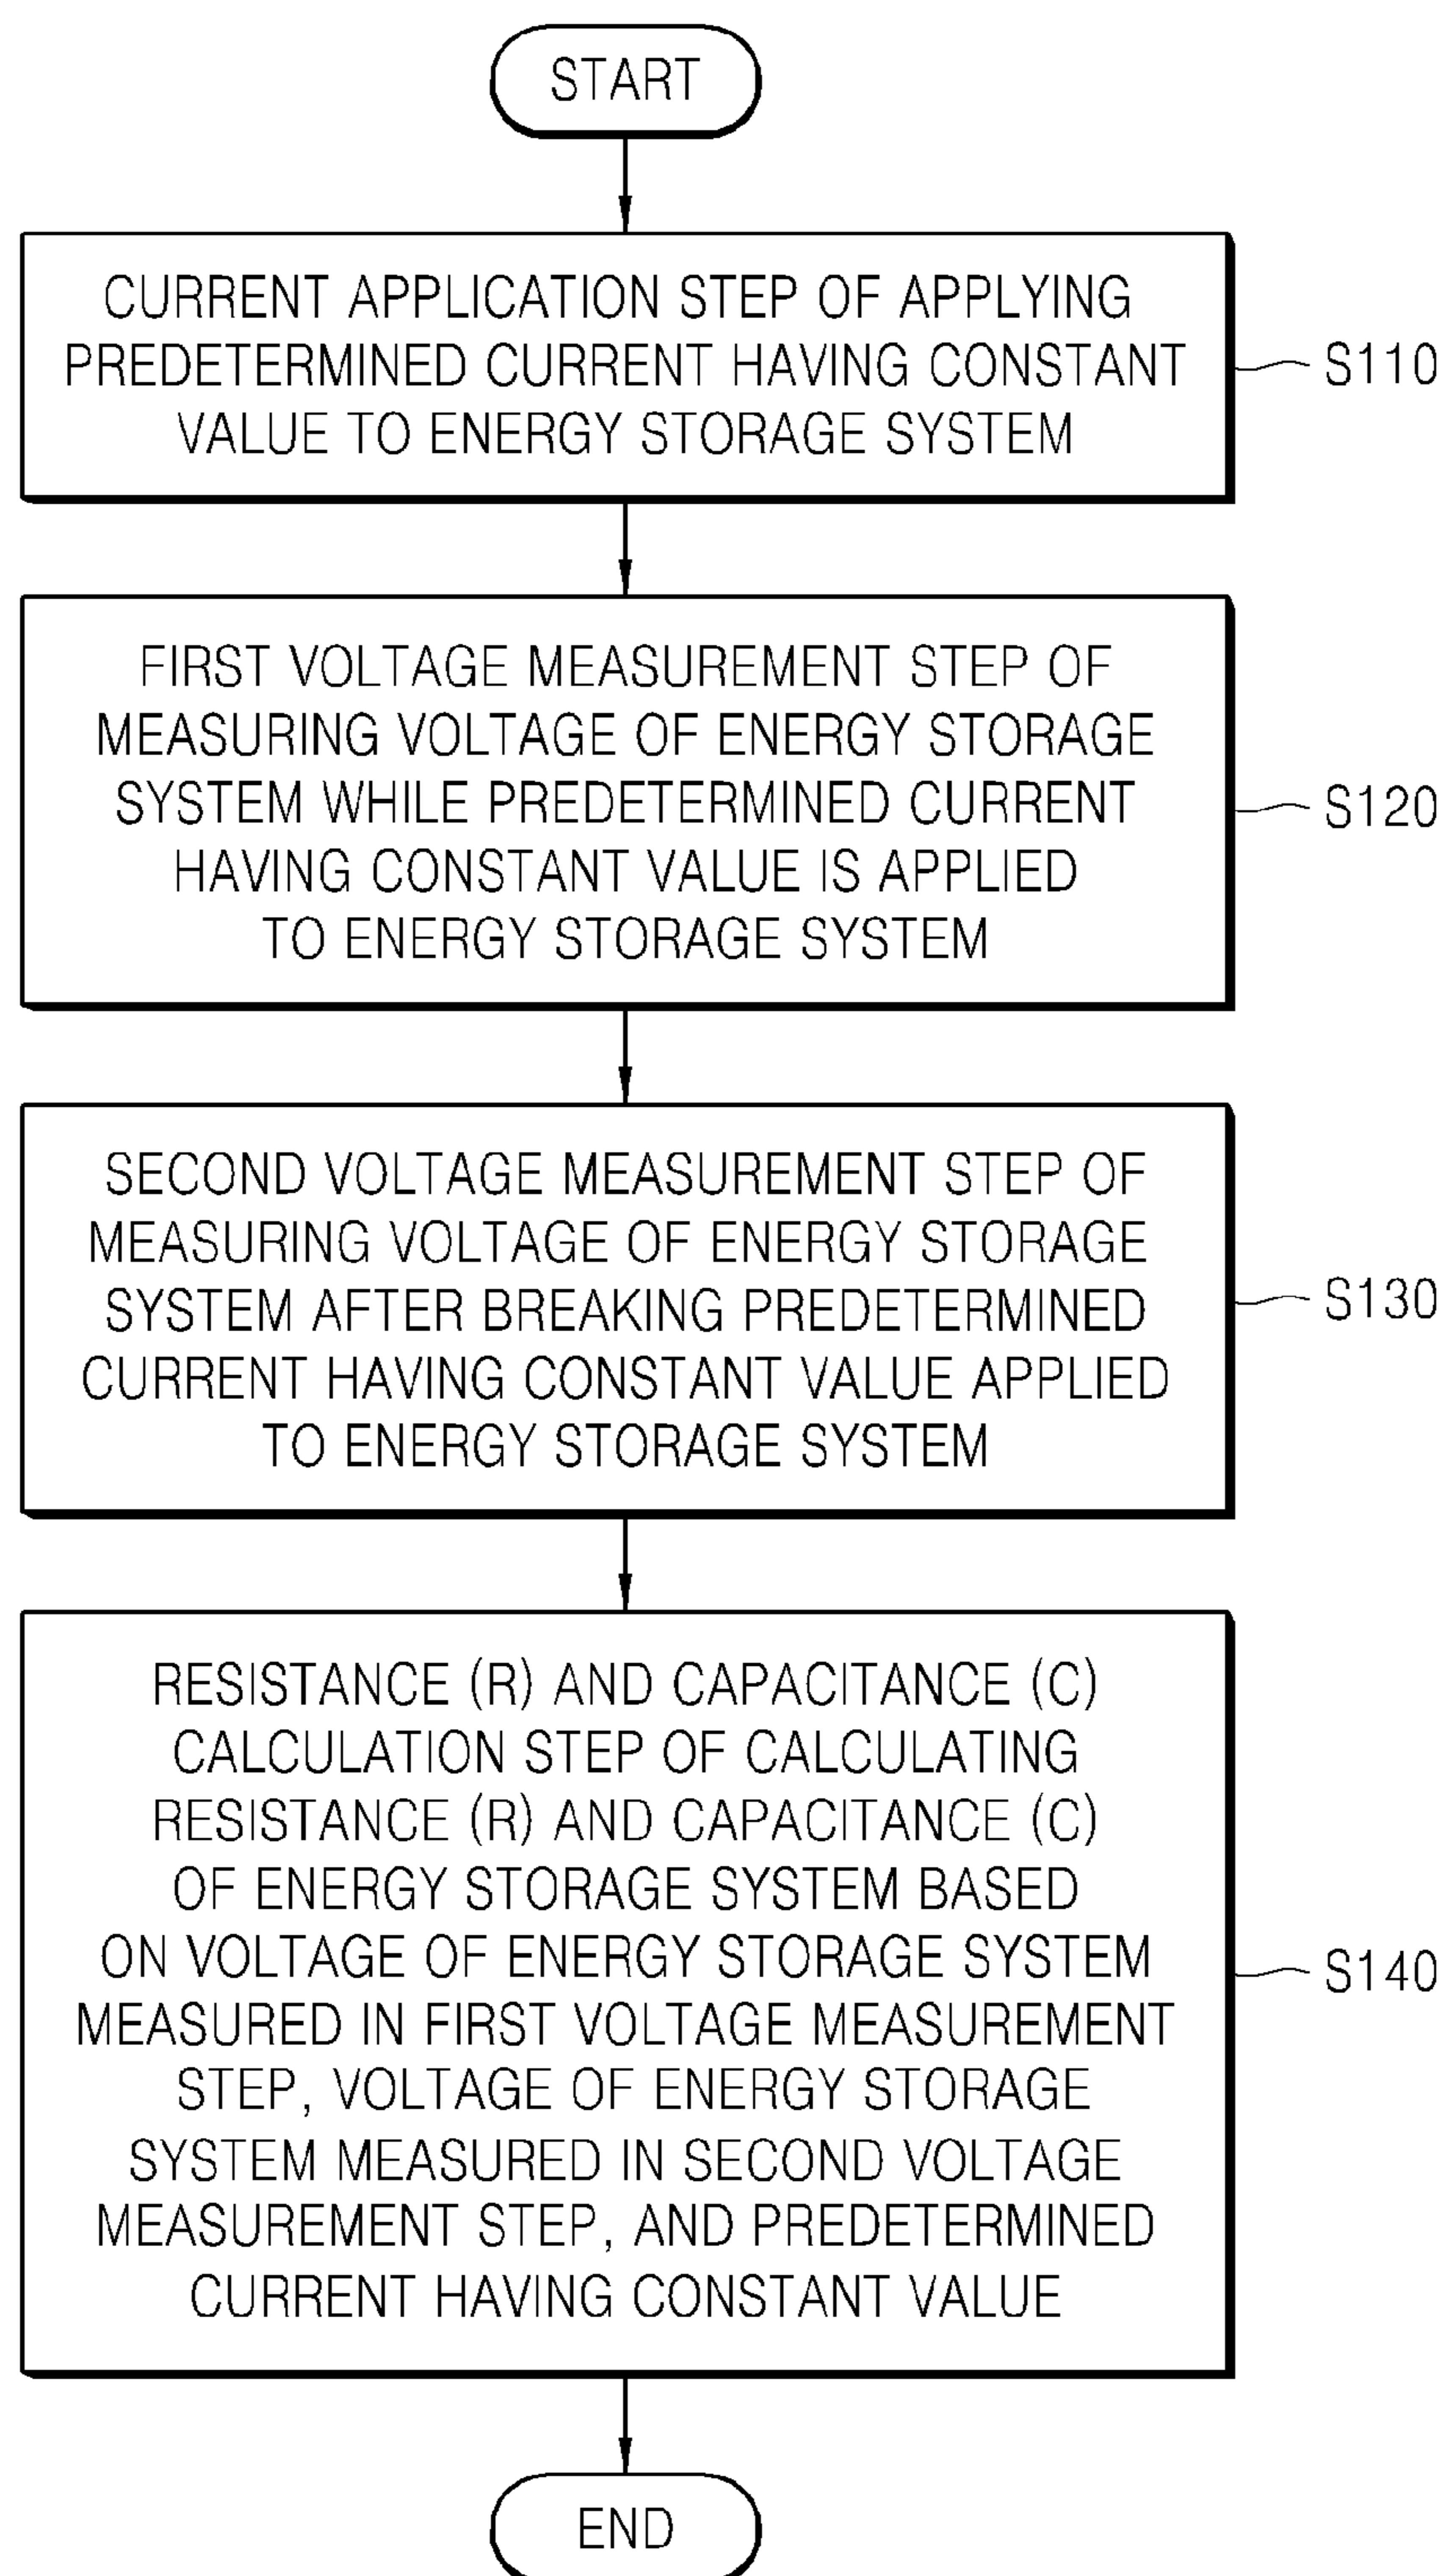 START
CURRENT APPLICATION STEP OF APPLYING
PREDETERMINED CURRENT HAVING CONSTANT
VALUE TO ENERGY STORAGE SYSTEM
S110
FIRST VOLTAGE MEASUREMENT STEP OF
MEASURING VOLTAGE OF ENERGY STORAGE
SYSTEM WHILE PREDETERMINED CURRENT
HAVING CONSTANT VALUE IS APPLIED
TO ENERGY STORAGE SYSTEM
S120
SECOND VOLTAGE MEASUREMENT STEP OF
MEASURING VOLTAGE OF ENERGY STORAGE
SYSTEM AFTER BREAKING PREDETERMINED
CURRENT HAVING CONSTANT VALUE APPLIED
TO ENERGY STORAGE SYSTEM
S130
RESISTANCE (R) AND CAPACITANCE (C)
CALCULATION STEP OF CALCULATING
RESISTANCE (R) AND CAPACITANCE (C)
OF ENERGY STORAGE SYSTEM BASED
ON VOLTAGE OF ENERGY STORAGE SYSTEM
MEASURED IN FIRST VOLTAGE MEASUREMENT
STEP, VOLTAGE OF ENERGY STORAGE
SYSTEM MEASURED IN SECOND VOLTAGE
MEASUREMENT STEP, AND PREDETERMINED
CURRENT HAVING CONSTANT VALUE
S140
END